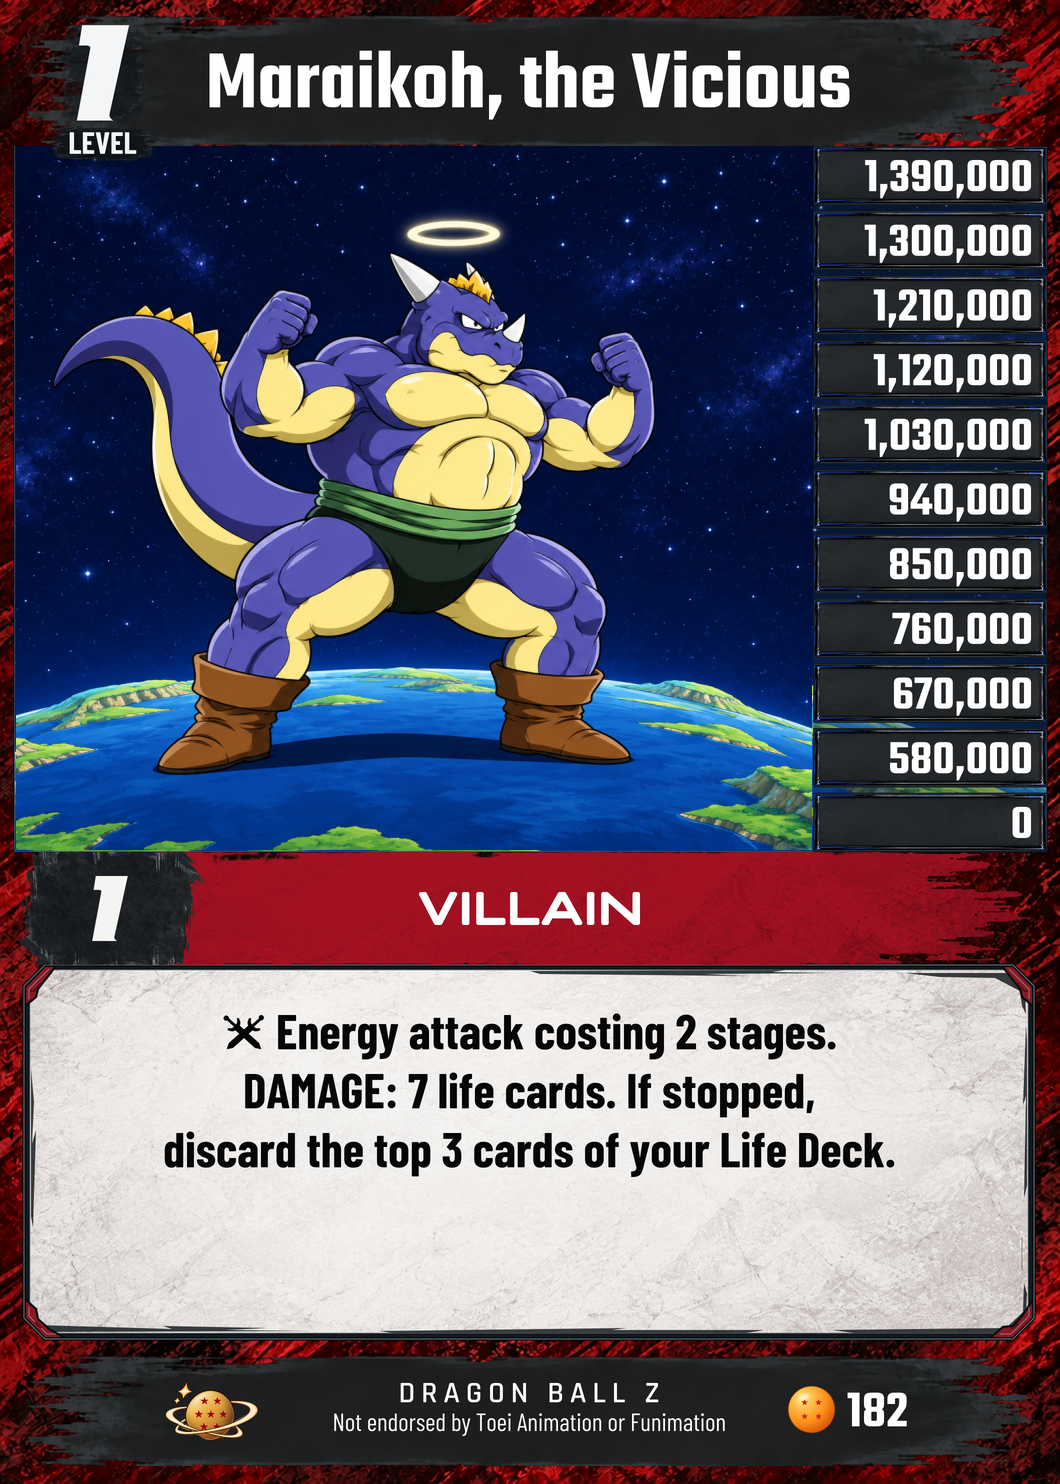 1
LEVEL
Maraikoh, the Vicious
1,390,000
1,300,000
1,210,000
1,120,000
1,030,000
940,000
850,000
760,000
670,000
580,000
0
1
VILLAIN
Energy attack costing 2 stages.
DAMAGE: 7 life cards. If stopped,
discard the top 3 cards of your Life Deck.
DRAGON BALL Z
Not endorsed by Toei Animation or Funimation
182